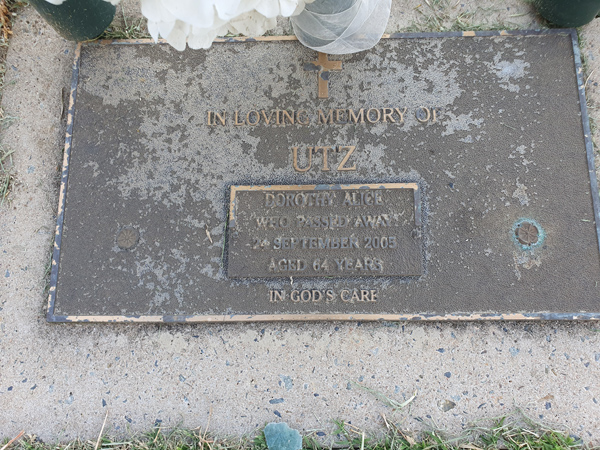 IN LOVING MEMORY OF
UTZ
DOROTHY ALICE
WHO PASSED AWAY
24 SEPTEMBER 2005
AGED 64 YEARS
IN GOD'S CARE